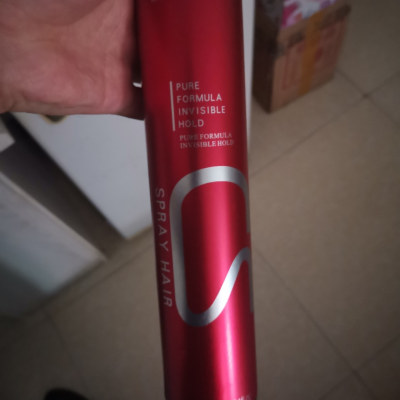 PURE
FORMULA
INVISIBLE
HOLD
PURE FORMULA
INVISIBLE HOLD
SPRAY HAIR